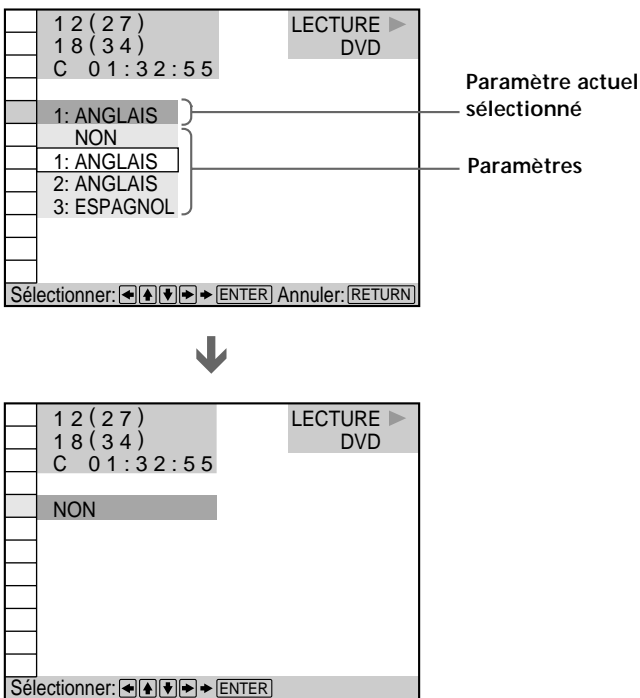 12(27)
LECTURE
18(34)
DVD
C 01:32:55
Paramètre actuel
sélectionné
1: ANGLAIS
NON
1: ANGLAIS
Paramètres
2: ANGLAIS
3: ESPAGNOL
Sélectionner: ENTER Annuler: RETURN
12(27)
LECTURE
18(34)
DVD
C 01:32:55
NON
Sélectionner: ENTER